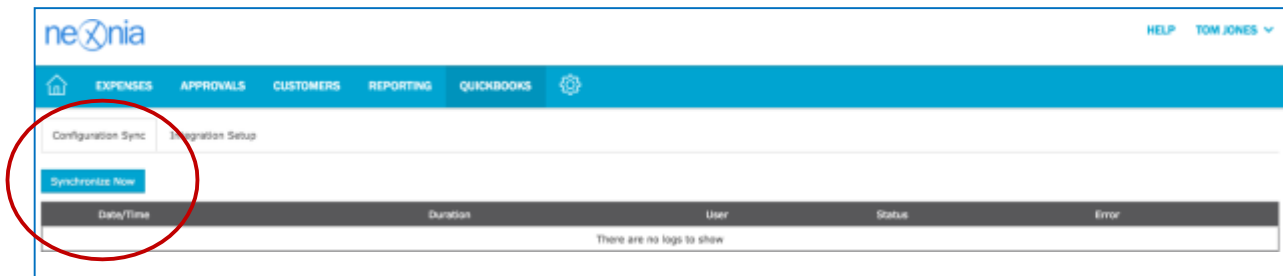 nexonia
HELP TOM JONES
EXPENSES APPROVALS CUSTOMERS REPORTING QUICKBOOKS
Configuration Sync Integration Setup
Synchronize Now
Date/Time Duration User Status Error
There are no logs to show